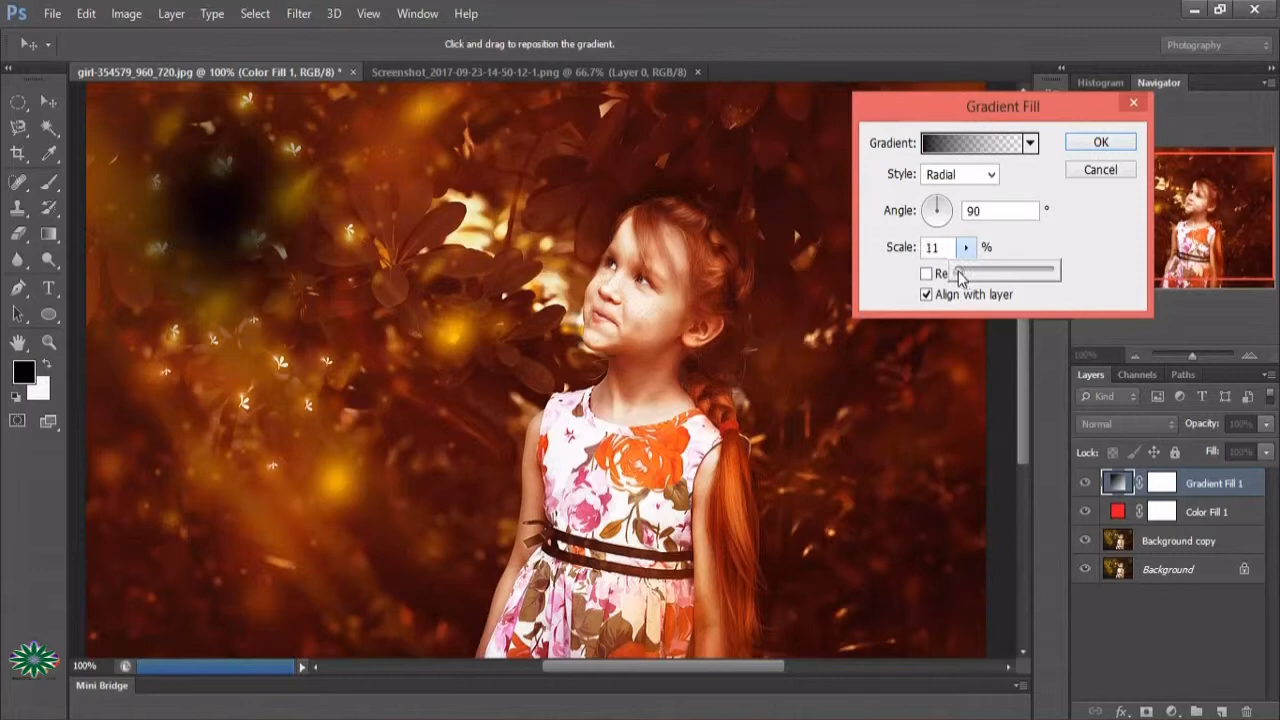 Ps File Edit Image Layer Type Select Filter 3D View Window Help
Click and drag to reposition the gradient.
Photography
girl-354579_960_720.jpg @ 100% (Color Fill 1, RGB/8) * ×
Screenshot_2017-09-23-14-50-12-1.png @ 66.7% (Layer 0, RGB/8) ×
Histogram Navigator
Gradient Fill
Gradient:
OK
Style: Radial
Cancel
Angle: 90 °
Scale: 11 %
Re
Align with layer
100%
Layers Channels Paths
Kind
Normal Opacity: 100%
Lock: Fill: 100%
Gradient Fill 1
Color Fill 1
Background copy
Background
100%
Mini Bridge